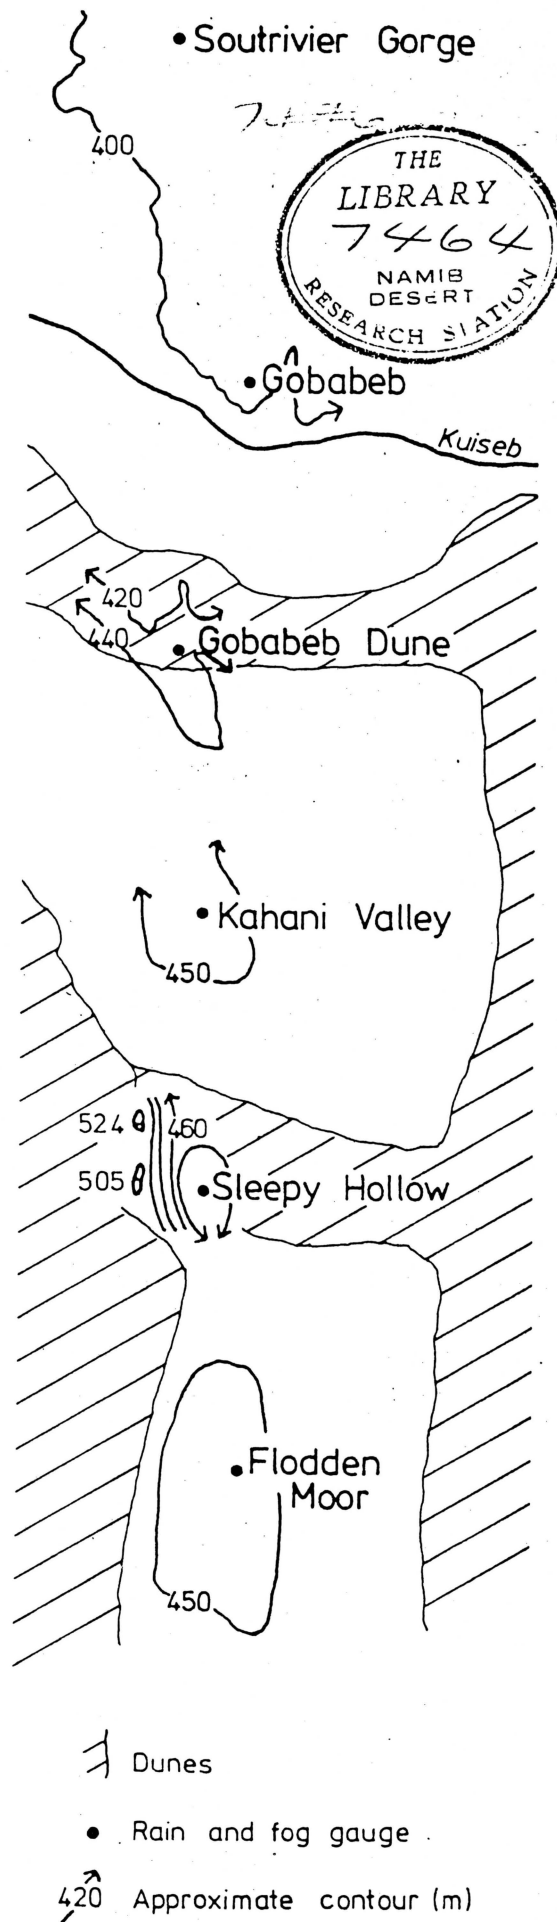 Soutrivier Gorge
400
THE
LIBRARY
7464
NAMIB
DESERT
RESEARCH STATION
Gobabeb
Kuiseb
420
440
Gobabeb Dune
Kahani Valley
450
524
460
505
Sleepy Hollow
Flodden
Moor
450
Dunes
Rain and fog gauge
420 Approximate contour (m)